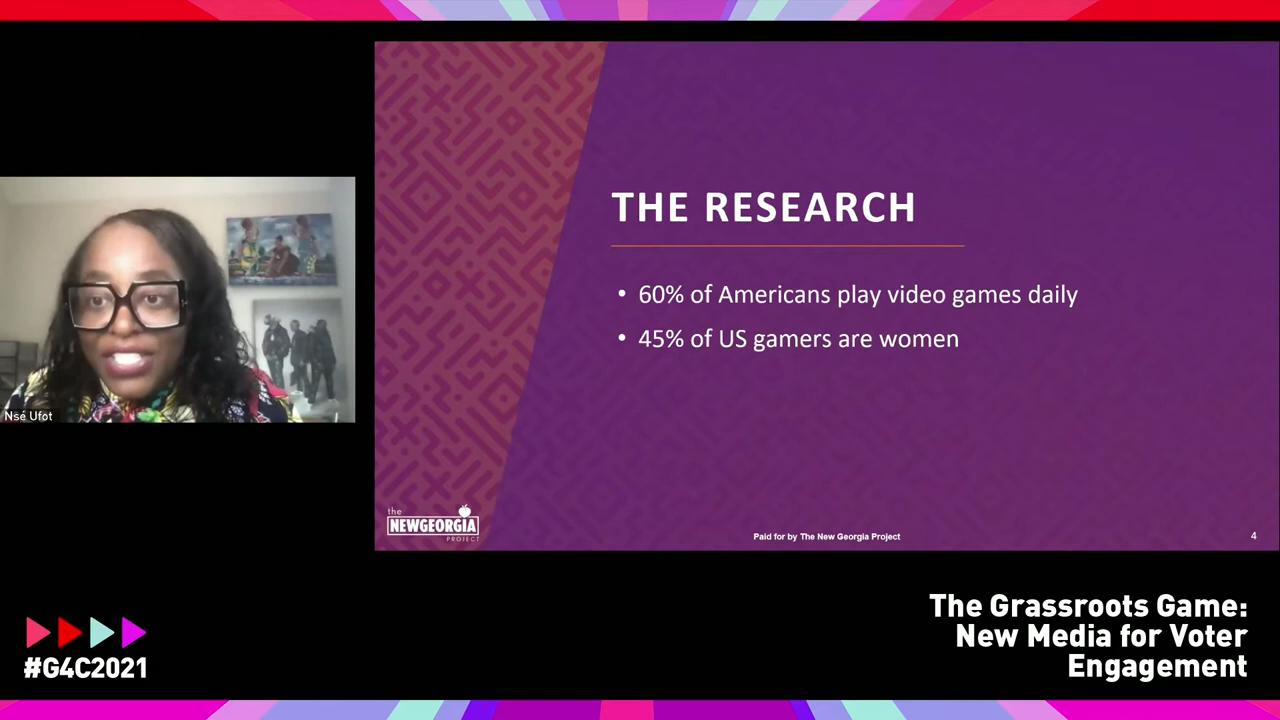 THE RESEARCH
• 60% of Americans play video games daily
• 45% of US gamers are women
Nsé Ufot
the
NEWGEORGIA
PROJECT
Paid for by The New Georgia Project
4
The Grassroots Game:
New Media for Voter
Engagement
#G4C2021